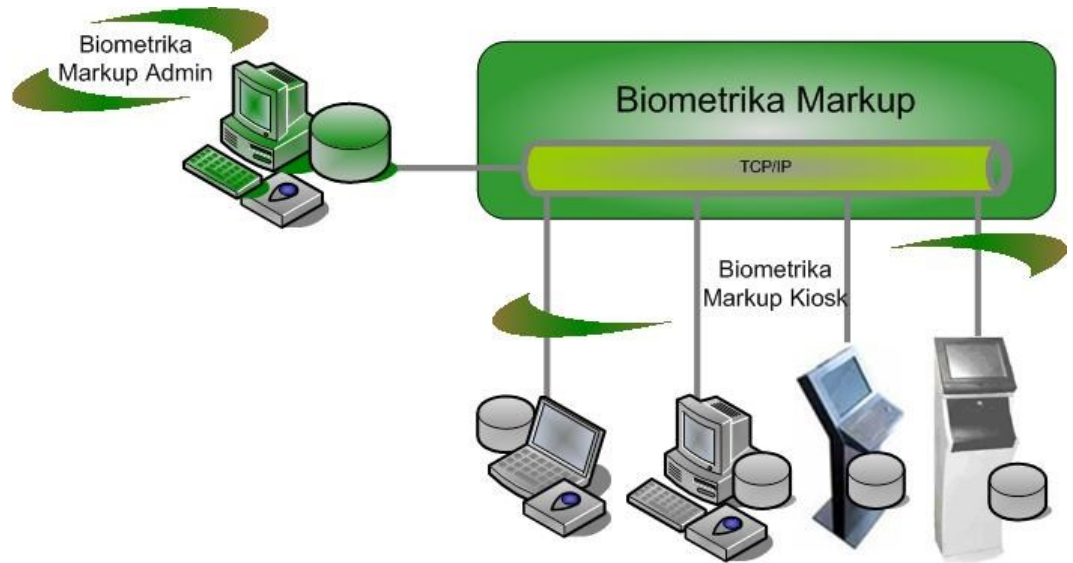 Biometrika
Markup Admin
Biometrika Markup
TCP/IP
Biometrika
Markup Kiosk